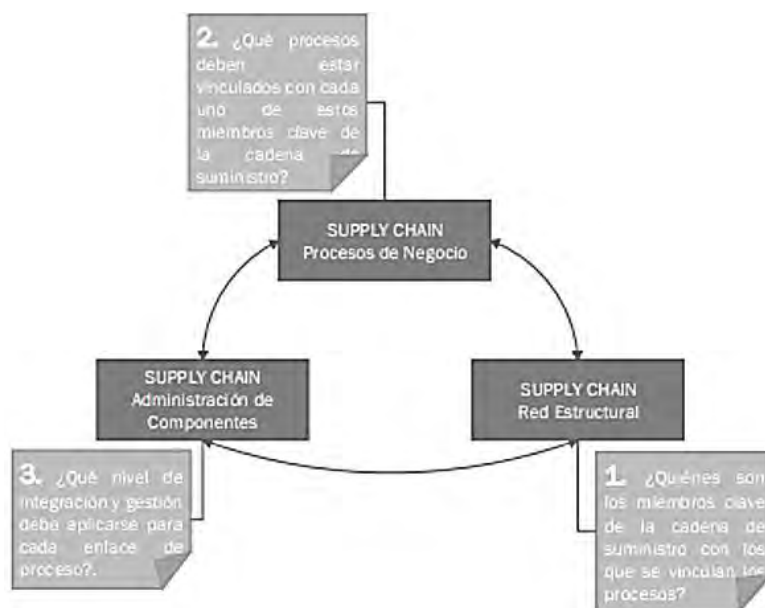 2. ¿Qué procesos
deben estar
vinculados con cada
uno de estos
miembros clave de
la cadena de
suministro?
SUPPLY CHAIN
Procesos de Negocio
SUPPLY CHAIN
Administración de
Componentes
SUPPLY CHAIN
Red Estructural
3. ¿Qué nivel de
integración y gestión
debe aplicarse para
cada enlace de
proceso?.
1. ¿Quiénes son
los miembros clave
de la cadena de
suministro con los
que se vinculan los
procesos?